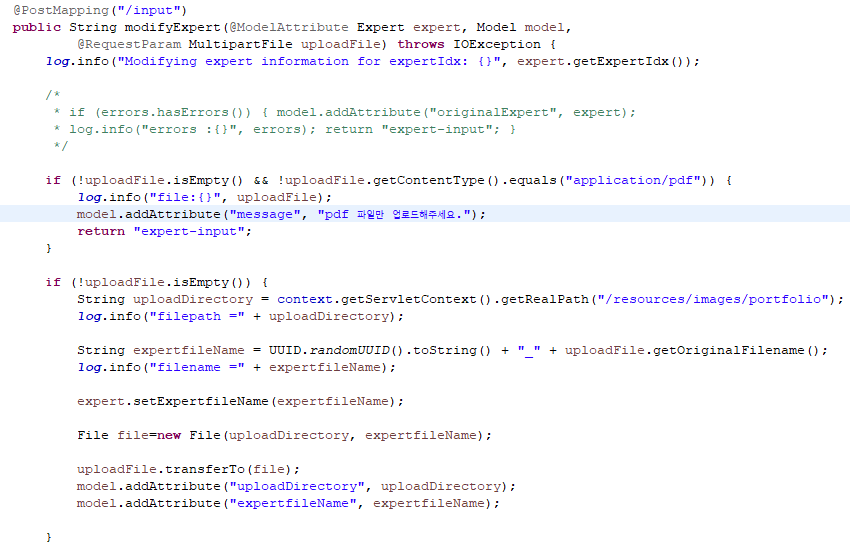 @PostMapping("/input")
public String modifyExpert(@ModelAttribute Expert expert, Model model,
@RequestParam MultipartFile uploadFile) throws IOException {
log.info("Modifying expert information for expertIdx: {}", expert.getExpertIdx());
/*
* if (errors.hasErrors()) { model.addAttribute("originalExpert", expert);
* log.info("errors :{}", errors); return "expert-input"; }
*/
if (!uploadFile.isEmpty() && !uploadFile.getContentType().equals("application/pdf")) {
log.info("file:{}", uploadFile);
model.addAttribute("message", "pdf 파일만 업로드해주세요.");
return "expert-input";
}
if (!uploadFile.isEmpty()) {
String uploadDirectory = context.getServletContext().getRealPath("/resources/images/portfolio");
log.info("filepath =" + uploadDirectory);
String expertfileName = UUID.randomUUID().toString() + "_" + uploadFile.getOriginalFilename();
log.info("filename =" + expertfileName);
expert.setExpertfileName(expertfileName);
File file=new File(uploadDirectory, expertfileName);
uploadFile.transferTo(file);
model.addAttribute("uploadDirectory", uploadDirectory);
model.addAttribute("expertfileName", expertfileName);
}